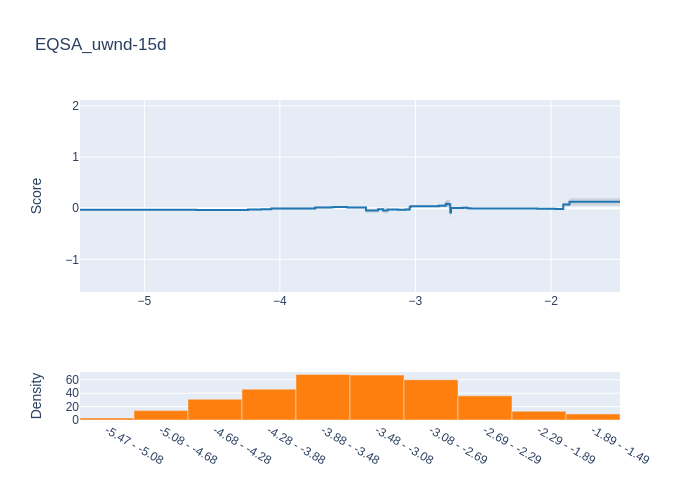 EQSA_uwnd-15d
2
1
0
−1
Score
−5
−4
−3
−2
60
40
20
0
Density
-5.47 - -5.08
-5.08 - -4.68
-4.68 - -4.28
-4.28 - -3.88
-3.88 - -3.48
-3.48 - -3.08
-3.08 - -2.69
-2.69 - -2.29
-2.29 - -1.89
-1.89 - -1.49